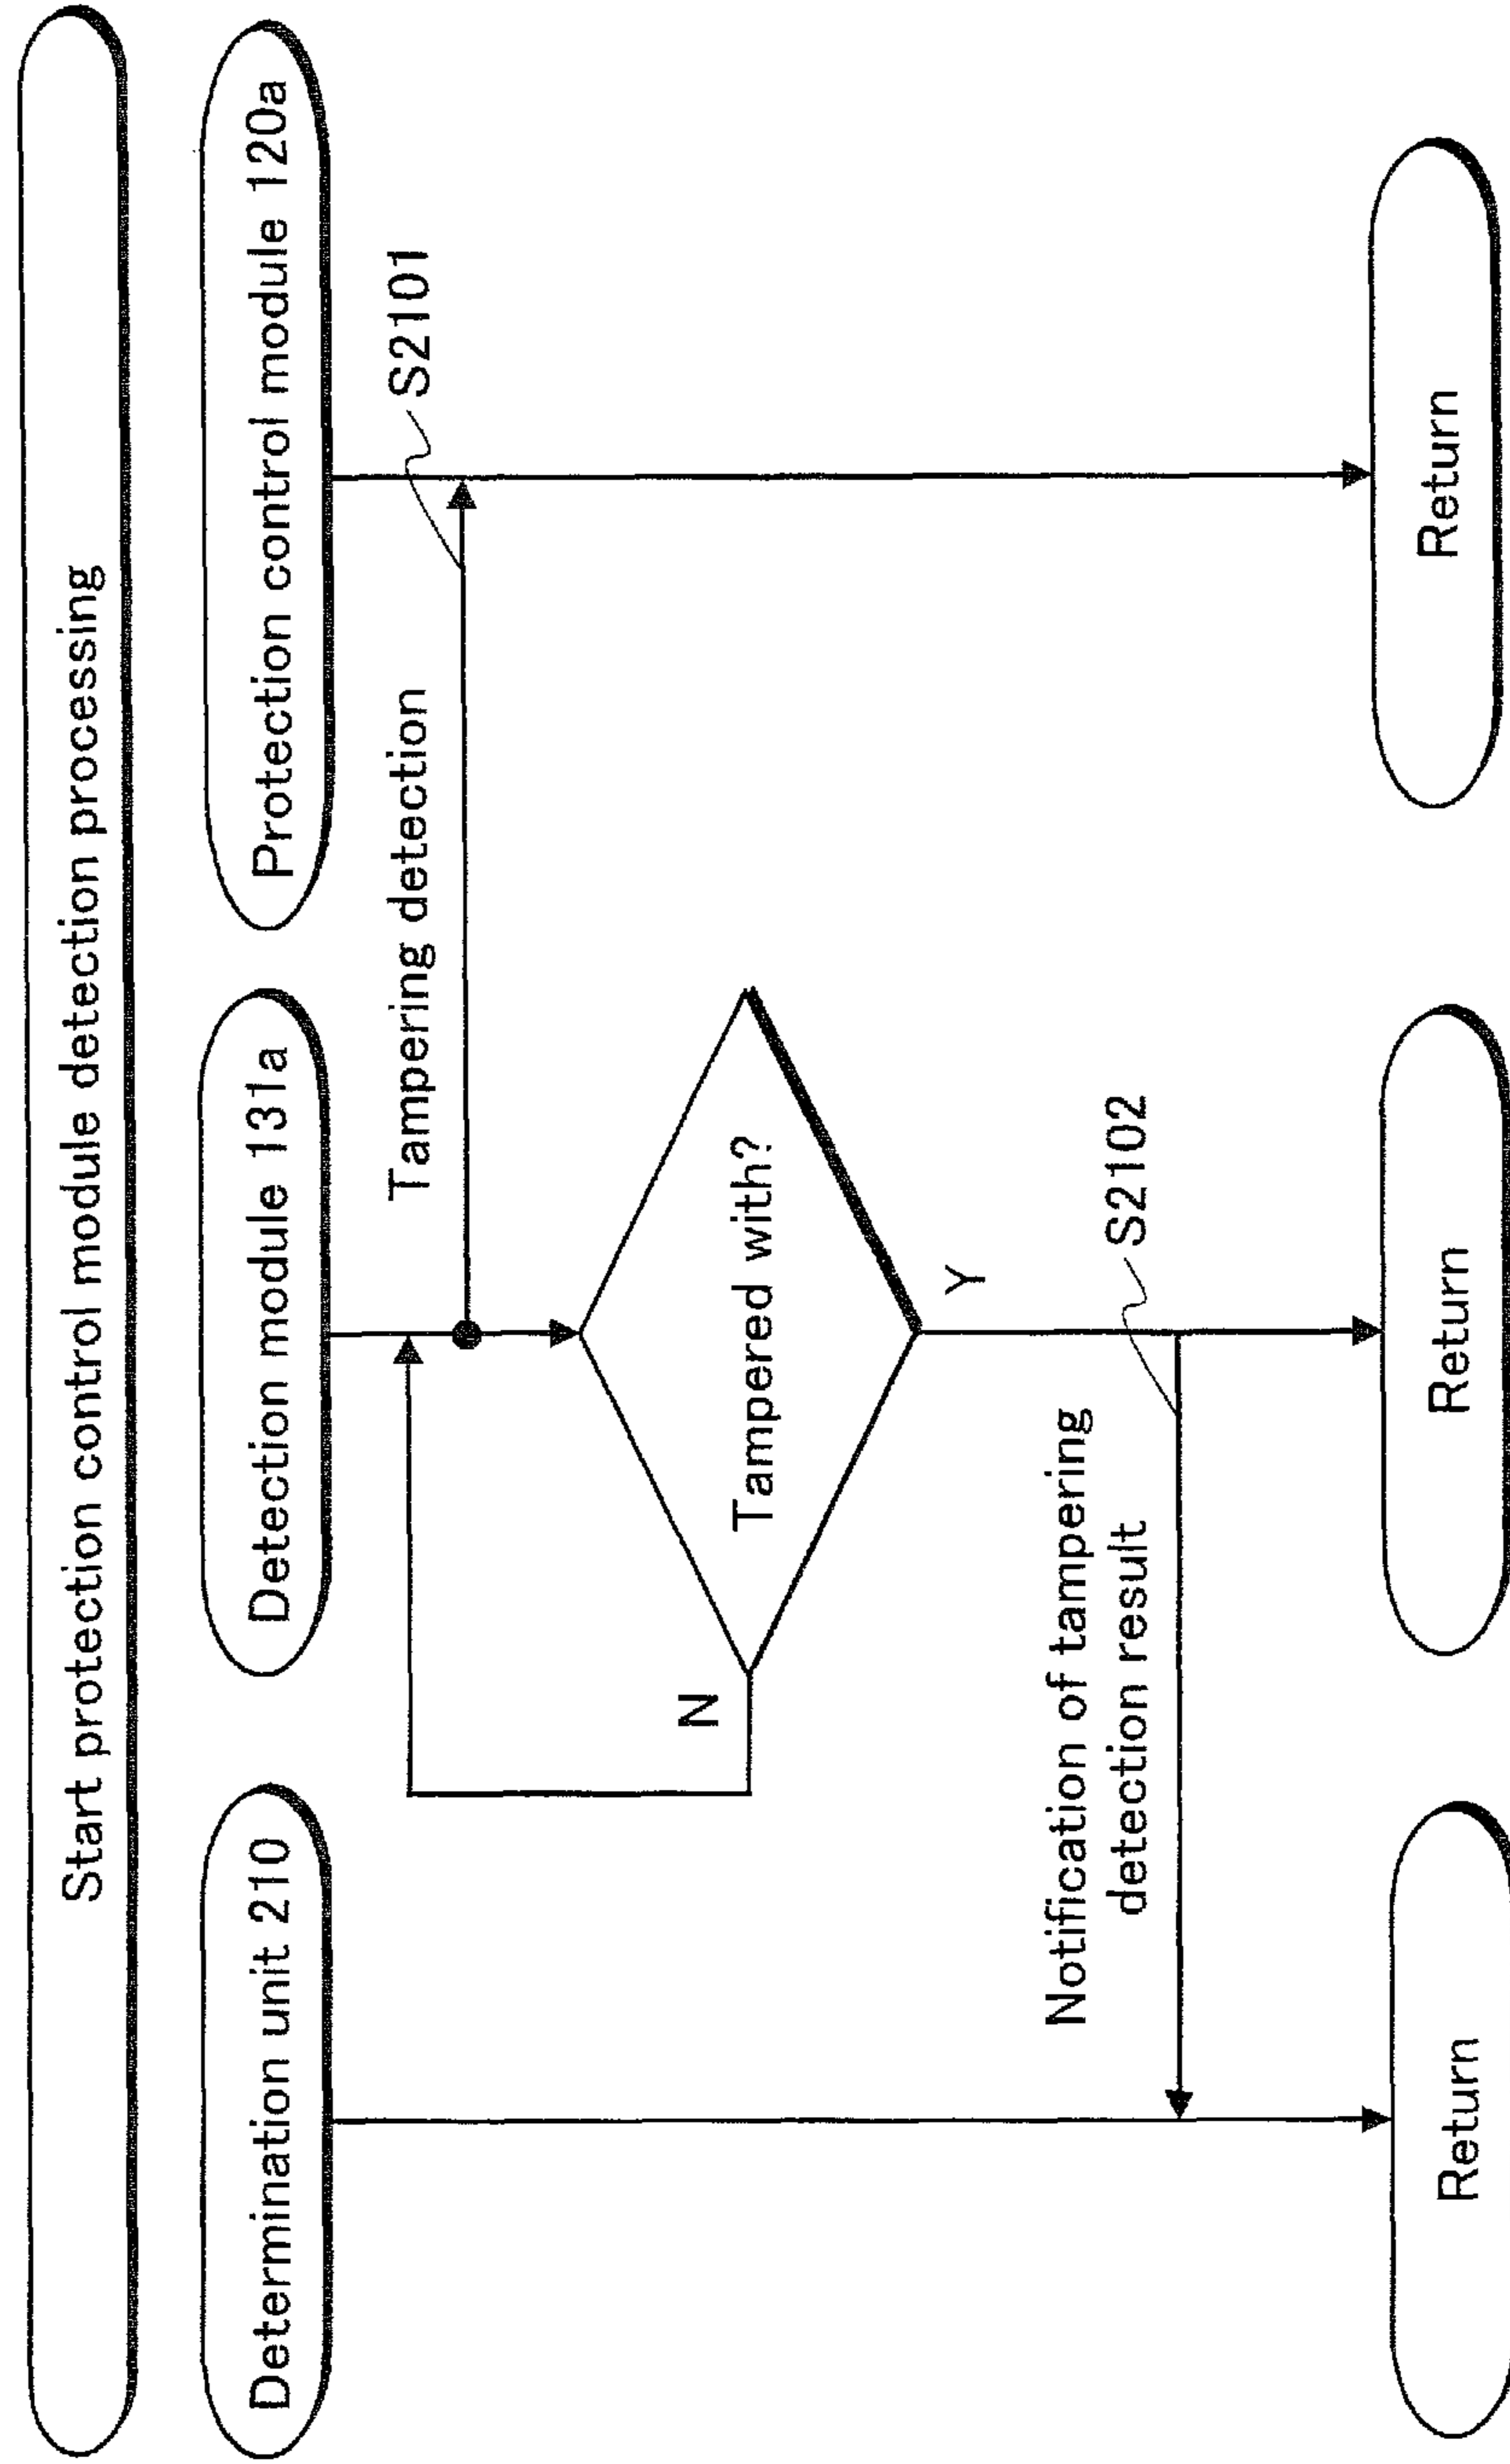 Start protection control module detection processing
Determination unit 210
Detection module 131a
Protection control module 120a
Tampering detection
S2101
Tampered with?
N
Y
Notification of tampering
detection result
S2102
Return
Return
Return